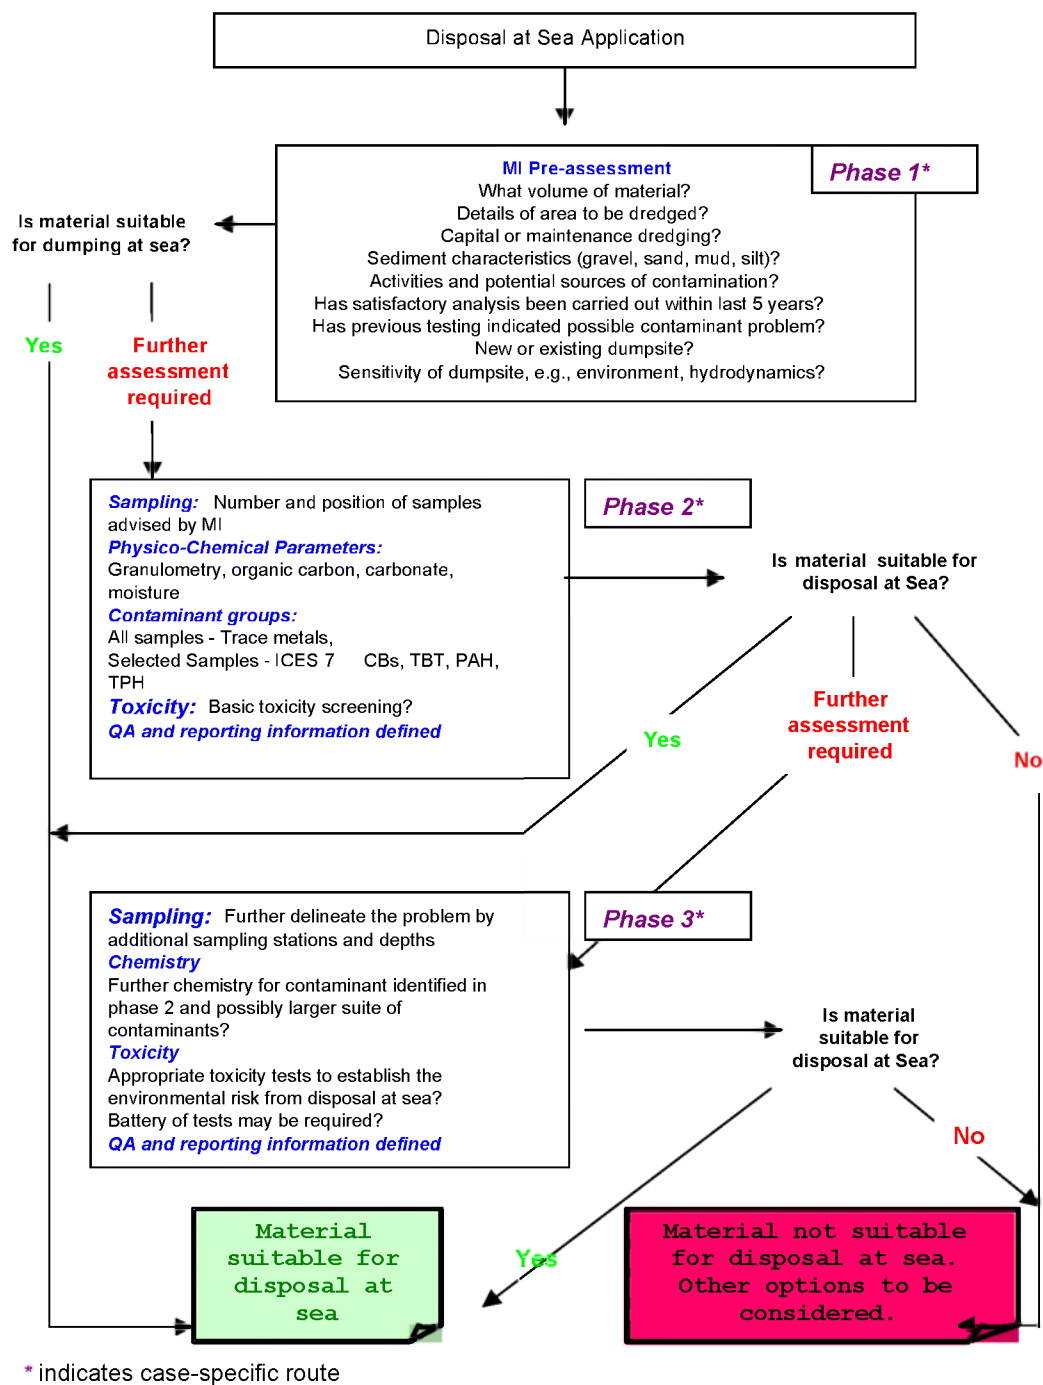 Disposal at Sea Application
MI Pre-assessment
Phase 1*
What volume of material?
Details of area to be dredged?
Capital or maintenance dredging?
Sediment characteristics (gravel, sand, mud, silt)?
Activities and potential sources of contamination?
Has satisfactory analysis been carried out within last 5 years?
Has previous testing indicated possible contaminant problem?
New or existing dumpsite?
Sensitivity of dumpsite, e.g., environment, hydrodynamics?
Is material suitable
for dumping at sea?
Yes
Further
assessment
required
Sampling: Number and position of samples
advised by MI
Physico-Chemical Parameters:
Granulometry, organic carbon, carbonate,
moisture
Contaminant groups:
All samples - Trace metals,
Selected Samples - ICES 7 CBs, TBT, PAH,
TPH
Toxicity: Basic toxicity screening?
QA and reporting information defined
Phase 2*
Is material suitable for
disposal at Sea?
Yes
Further
assessment
required
No
Sampling: Further delineate the problem by
additional sampling stations and depths
Chemistry
Further chemistry for contaminant identified in
phase 2 and possibly larger suite of
contaminants?
Toxicity
Appropriate toxicity tests to establish the
environmental risk from disposal at sea?
Battery of tests may be required?
QA and reporting information defined
Phase 3*
Is material
suitable for
disposal at Sea?
No
Yes
Material
suitable for
disposal at
sea
Material not suitable
for disposal at sea.
Other options to be
considered.
* indicates case-specific route